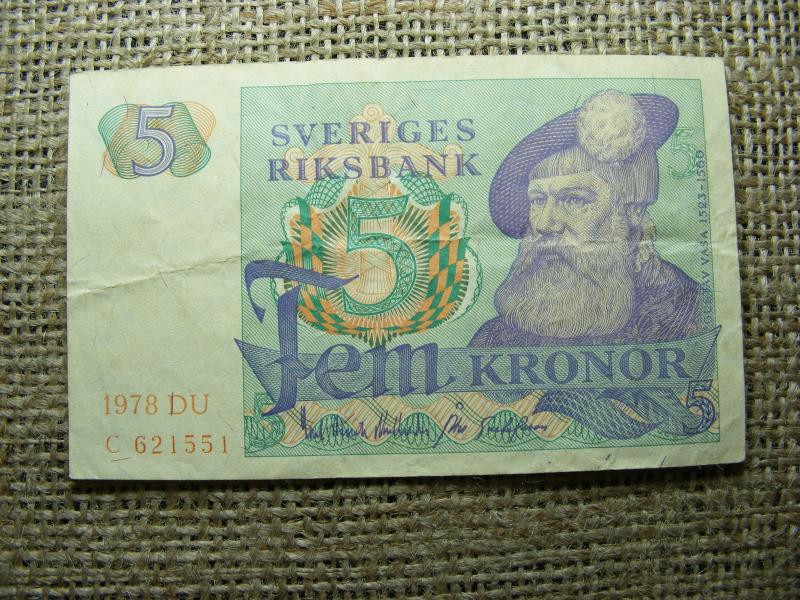 5
SVERIGES
RIKSBANK
5
5
GUSTAV VASA 1523-1560
Fem KRONOR
1978 DU
C 621551
5
5